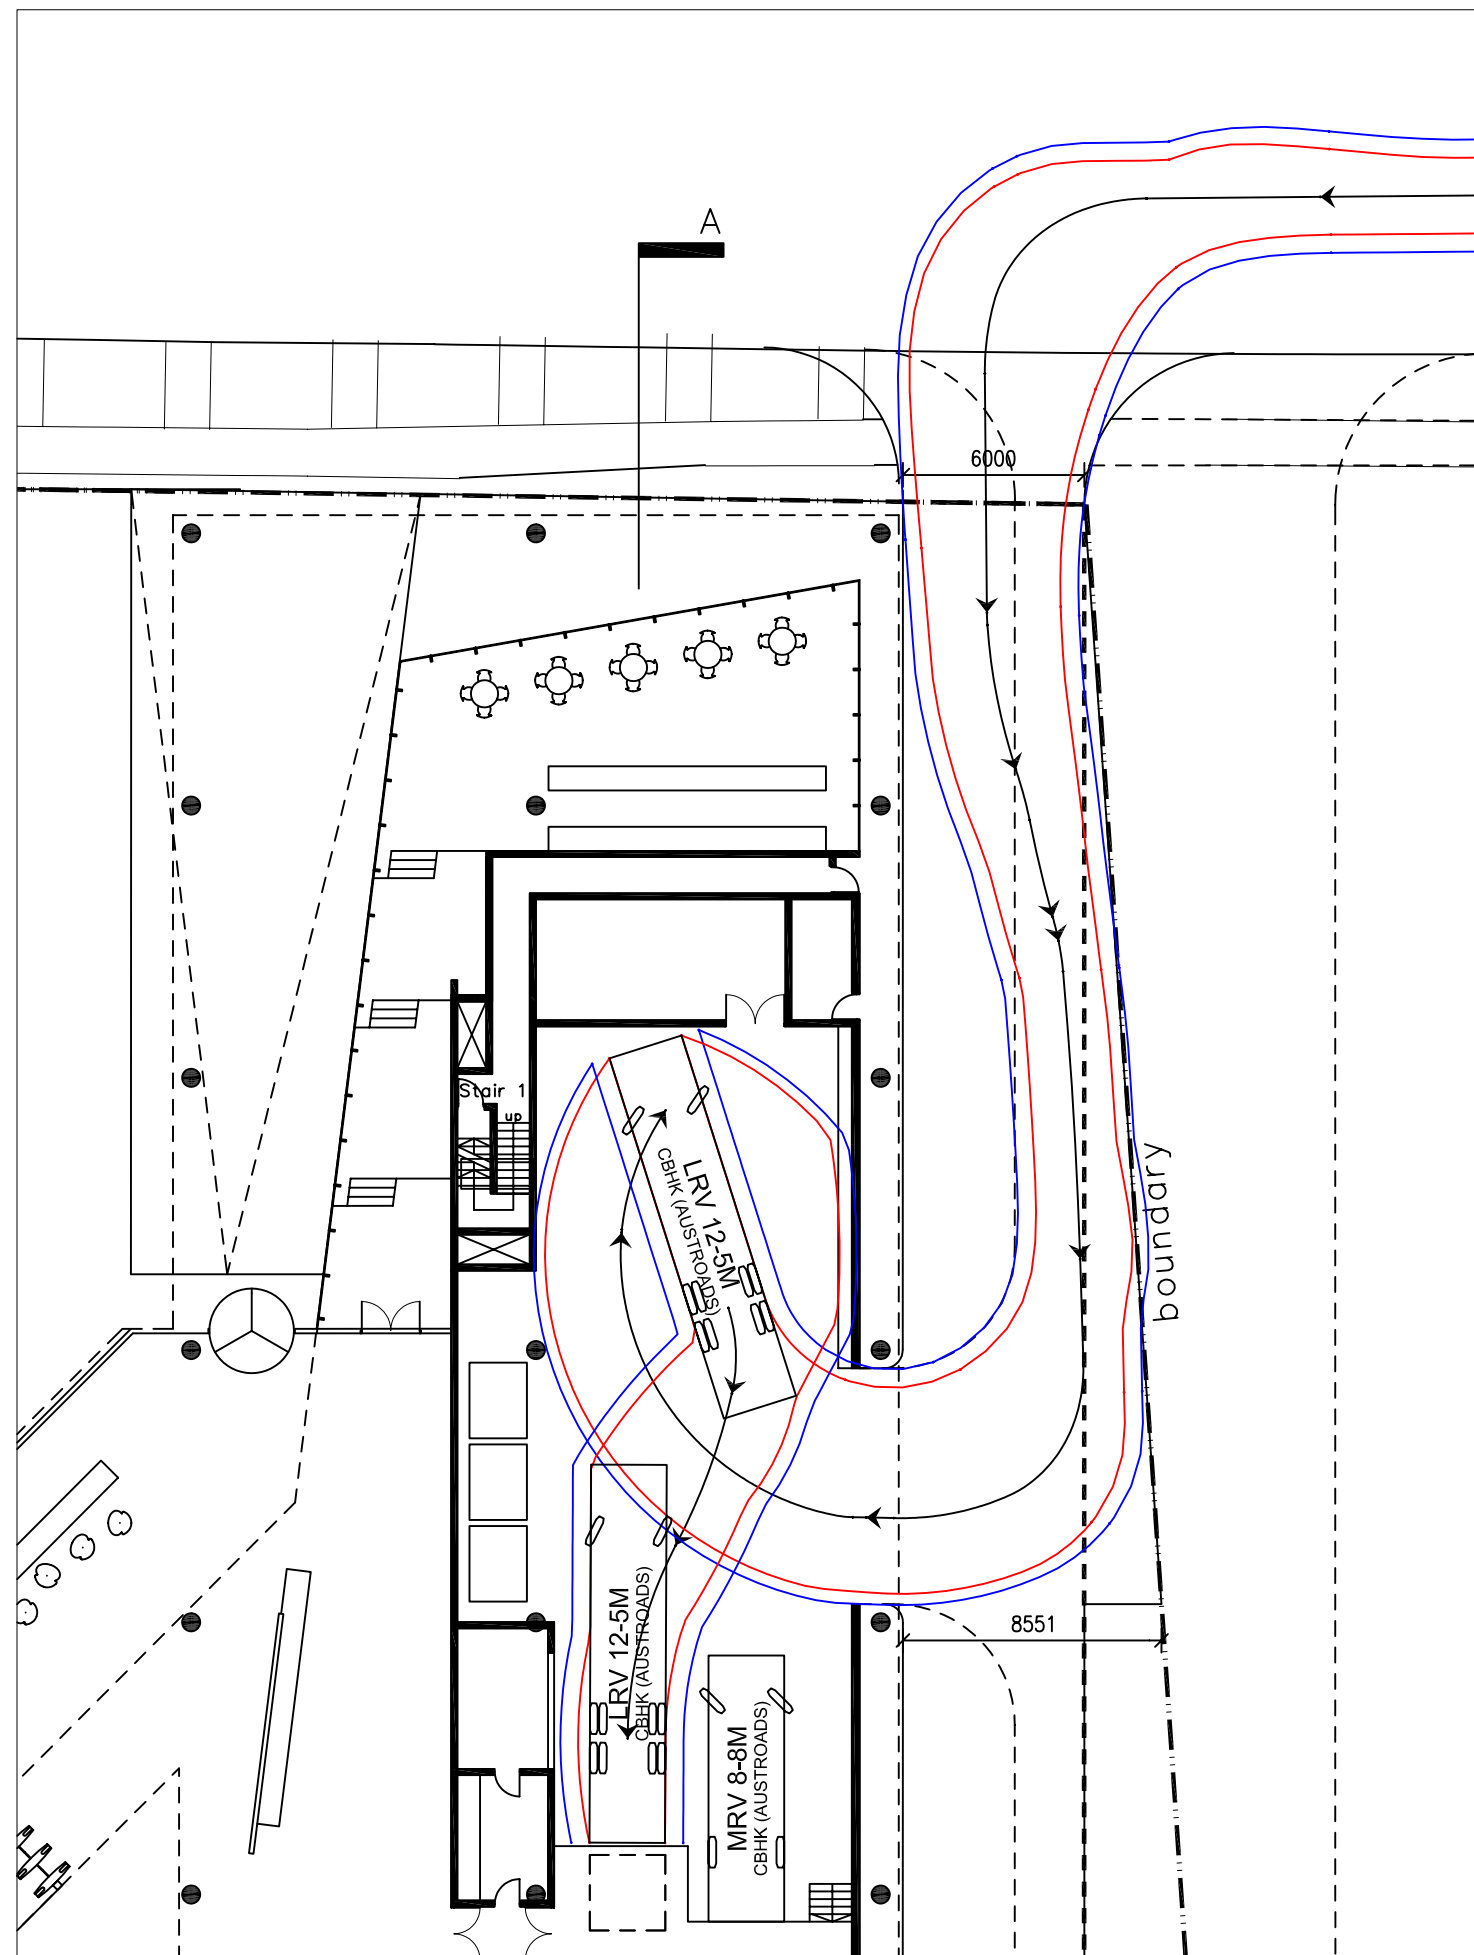 A
6000
Stair 1
up
LRV 12-5M
CBHK (AUSTROADS)
boundary
8551
LRV 12-5M
CBHK (AUSTROADS)
MRV 8-8M
CBHK (AUSTROADS)